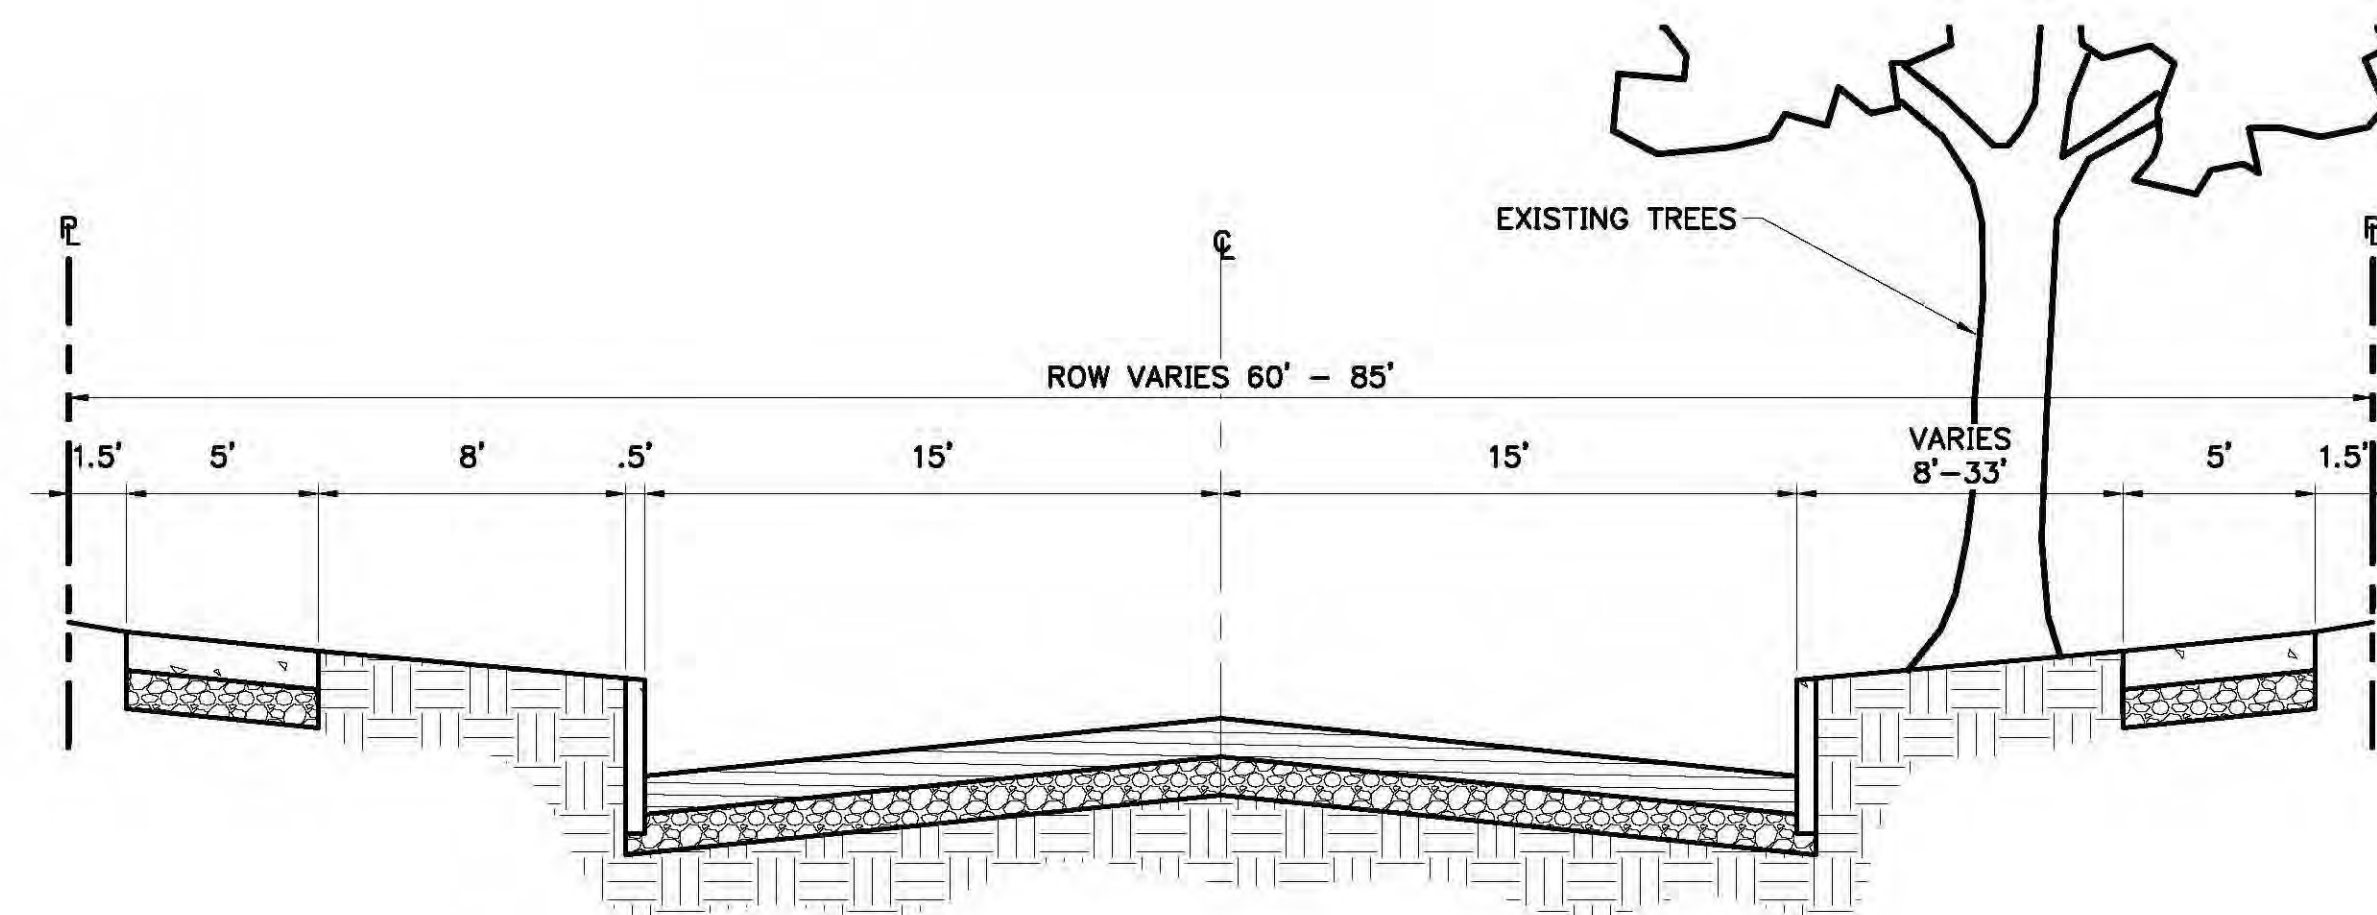 PL
PL
CL
EXISTING TREES
ROW VARIES 60' - 85'
1.5'
5'
8'
.5'
15'
15'
VARIES
8'-33'
5'
1.5'